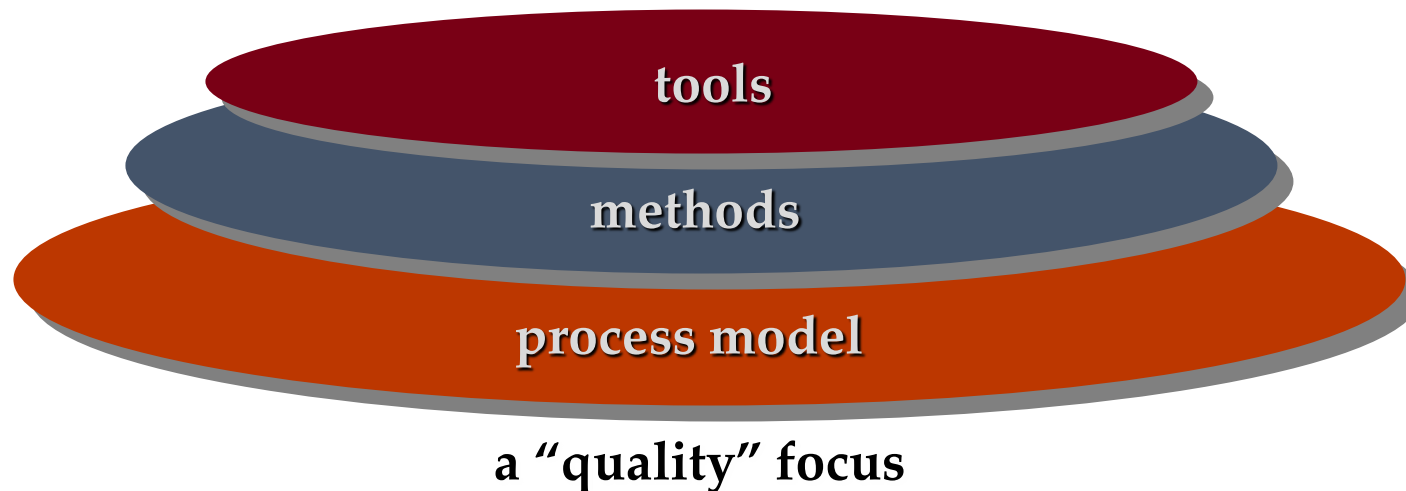 tools
methods
process model
a “quality” focus